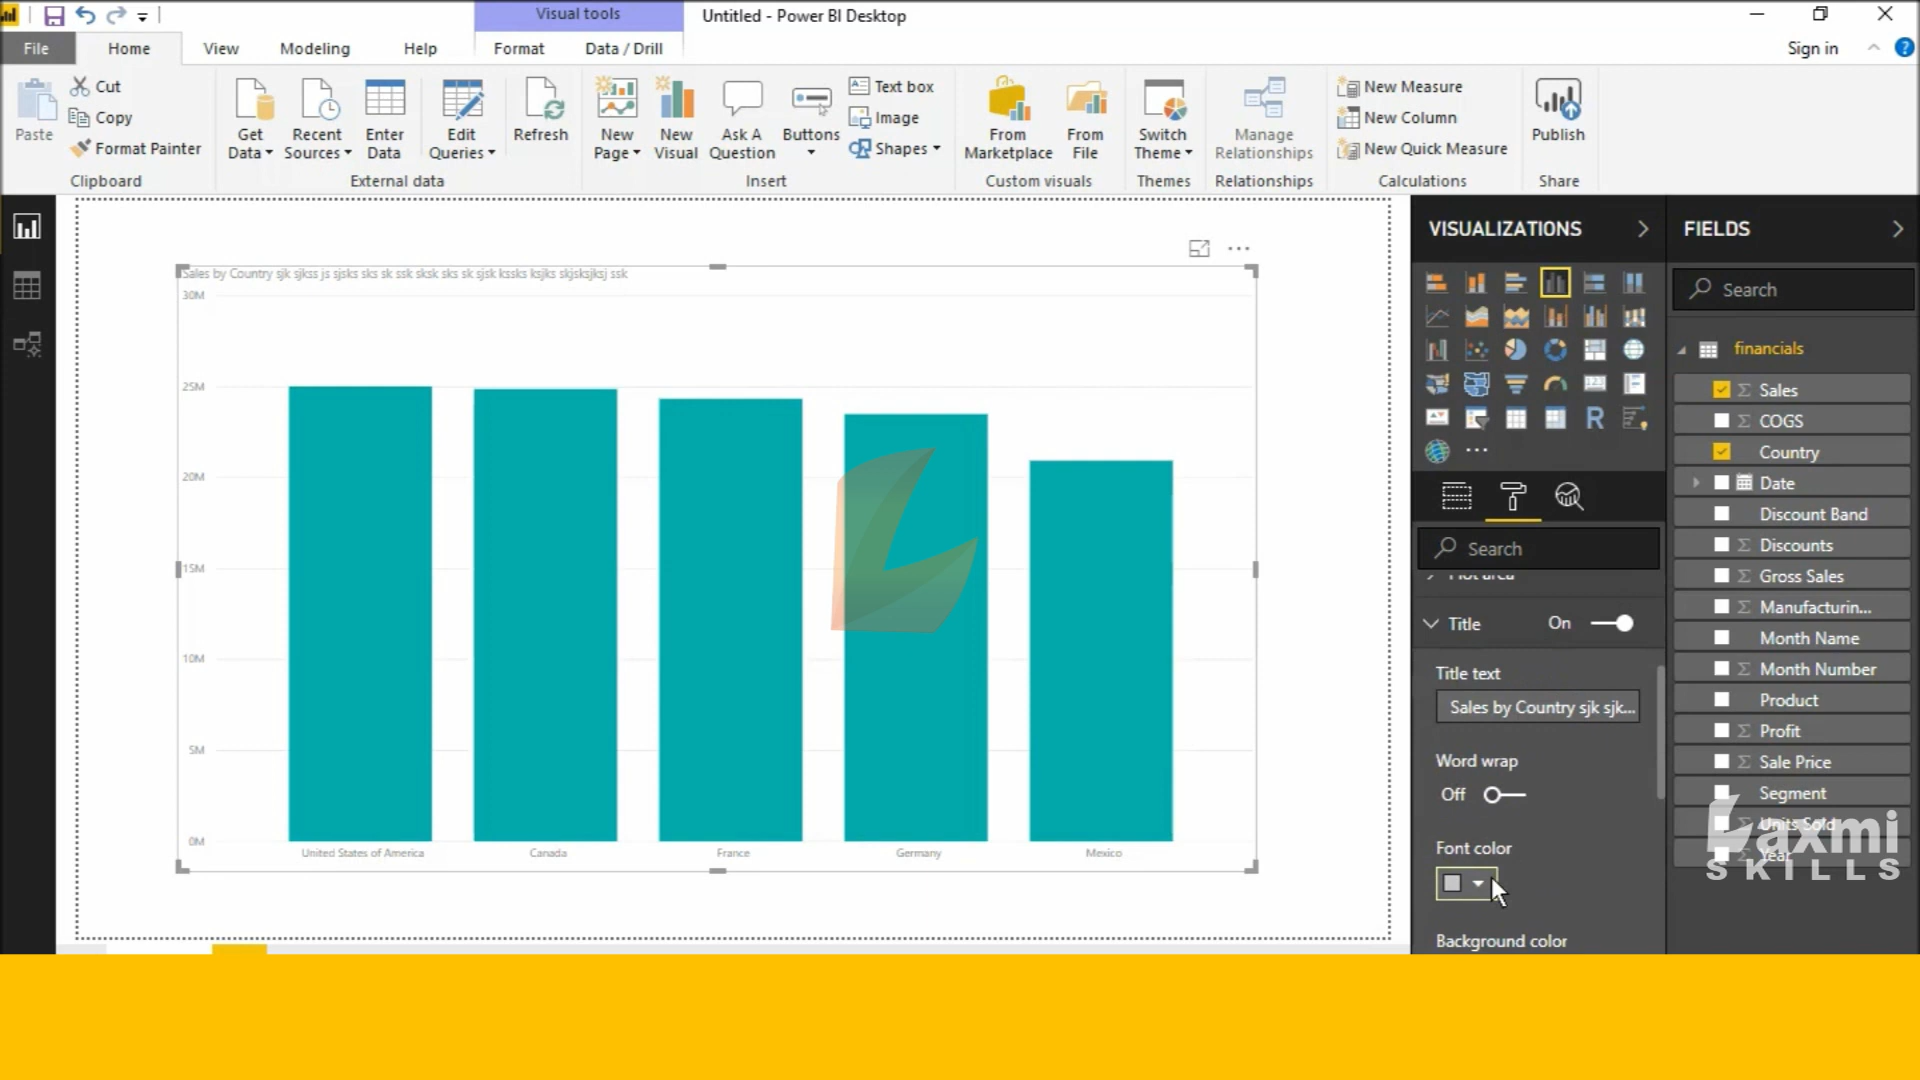 Visual tools
Untitled - Power BI Desktop
File
Home
View
Modeling
Help
Format
Data / Drill
Sign in
Paste
Cut
Copy
Format Painter
Clipboard
Get Data
Recent Sources
Enter Data
Edit Queries
Refresh
External data
New Page
New Visual
Ask A Question
Buttons
Text box
Image
Shapes
Insert
From Marketplace
From File
Custom visuals
Switch Theme
Themes
Manage Relationships
Relationships
New Measure
New Column
New Quick Measure
Calculations
Publish
Share
Sales by Country sjk sjkss js sjsks sks sk ssk sksk sks sk sjsk kssks ksjks skjsksjksj ssk
30M
25M
20M
15M
10M
5M
0M
United States of America
Canada
France
Germany
Mexico
VISUALIZATIONS
R
Search
Plot area
Title
On
Title text
Sales by Country sjk sjk...
Word wrap
Off
Font color
Background color
FIELDS
Search
financials
Σ Sales
Σ COGS
Country
Date
Discount Band
Σ Discounts
Σ Gross Sales
Σ Manufacturin...
Month Name
Σ Month Number
Product
Σ Profit
Σ Sale Price
Segment
Σ Units Sold
Σ Year
Laxmi
SKILLS